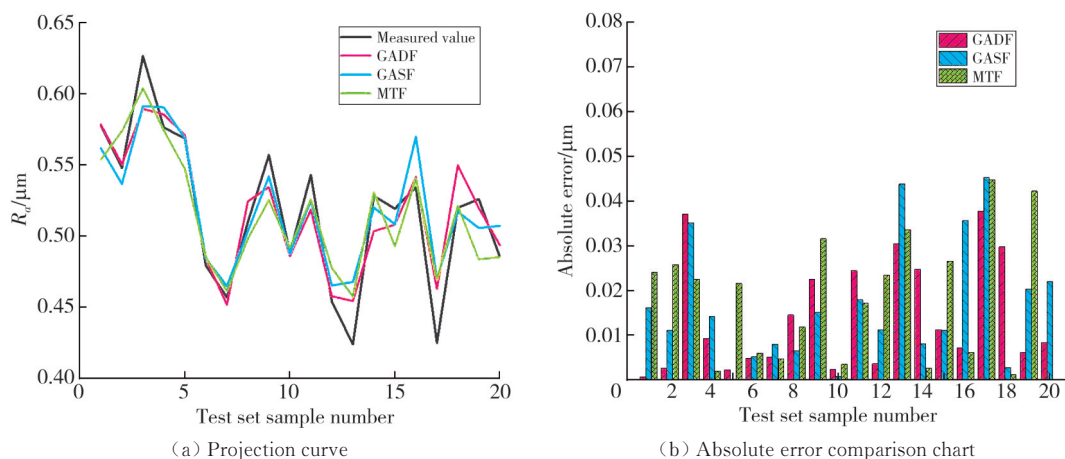 0.65
0.60
0.55
0.50
0.45
0.40
Rₐ/μm
0
5
10
15
20
Test set sample number
Measured value
GADF
GASF
MTF
(a) Projection curve
0.08
0.07
0.06
0.05
0.04
0.03
0.02
0.01
0
Absolute error/μm
2
4
6
8
10
12
14
16
18
20
Test set sample number
GADF
GASF
MTF
(b) Absolute error comparison chart